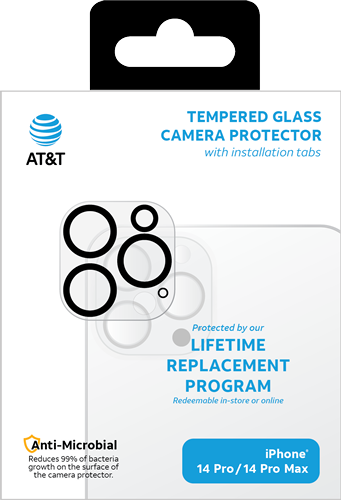 AT&T
TEMPERED GLASS
CAMERA PROTECTOR
with installation tabs
Protected by our
LIFETIME
REPLACEMENT
PROGRAM
Redeemable in-store or online
Anti-Microbial
Reduces 99% of bacteria
growth on the surface of
the camera protector.
iPhone®
14 Pro/14 Pro Max